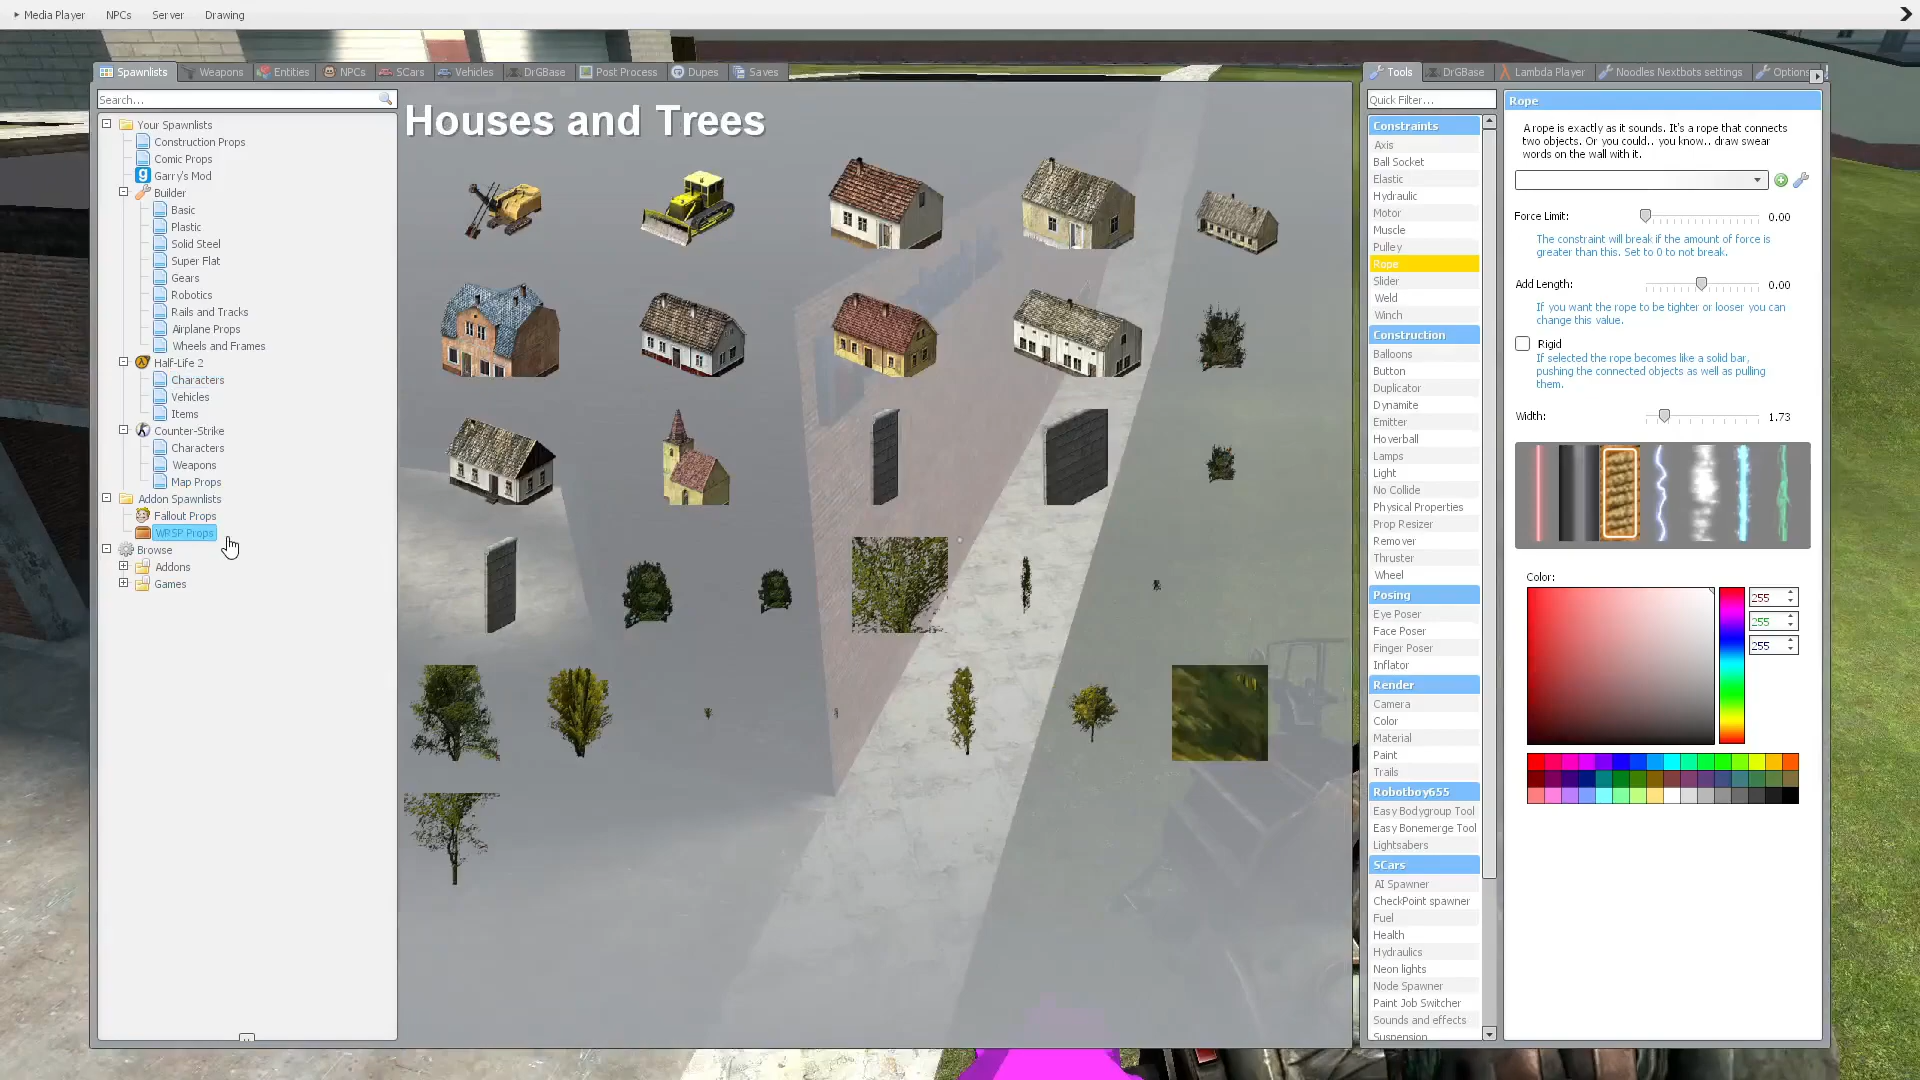 Media Player NPCs Server Drawing
Spawnlists Weapons Entities NPCs SCars Vehicles DrGBase Post Process Dupes Saves
Search...
Your Spawnlists
Construction Props
Comic Props
Garry's Mod
Builder
Basic
Plastic
Solid Steel
Super Flat
Gears
Robotics
Rails and Tracks
Airplane Props
Wheels and Frames
Half-Life 2
Characters
Vehicles
Items
Counter-Strike
Characters
Weapons
Map Props
Addon Spawnlists
Fallout Props
WRSP Props
Browse
Addons
Games
Houses and Trees
Tools DrGBase Lambda Player Noodles Nextbots settings Options
Quick Filter...
Constraints
Axis
Ball Socket
Elastic
Hydraulic
Motor
Muscle
Pulley
Rope
Slider
Weld
Winch
Construction
Balloons
Button
Duplicator
Dynamite
Emitter
Hoverball
Lamps
Light
No Collide
Physical Properties
Prop Resizer
Remover
Thruster
Wheel
Posing
Eye Poser
Face Poser
Finger Poser
Inflator
Render
Camera
Color
Material
Paint
Trails
Robotboy655
Easy Bodygroup Tool
Easy Bonemerge Tool
Lightsabers
SCars
AI Spawner
CheckPoint spawner
Fuel
Health
Hydraulics
Neon lights
Node Spawner
Paint Job Switcher
Sounds and effects
Suspension
Rope
A rope is exactly as it sounds. It's a rope that connects
two objects. Or you could.. you know.. draw swear
words on the wall with it.
Force Limit: 0.00
The constraint will break if the amount of force is
greater than this. Set to 0 to not break.
Add Length: 0.00
If you want the rope to be tighter or looser you can
change this value.
Rigid
If selected the rope becomes like a solid bar,
pushing the connected objects as well as pulling
them.
Width: 1.73
Color:
255
255
255